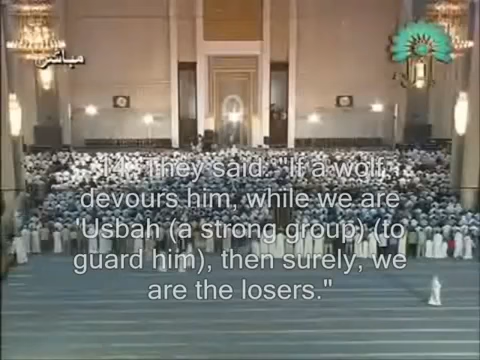 مباشر
14. They said: "If a wolf
devours him, while we are
'Usbah (a strong group) (to
guard him), then surely, we
are the losers."